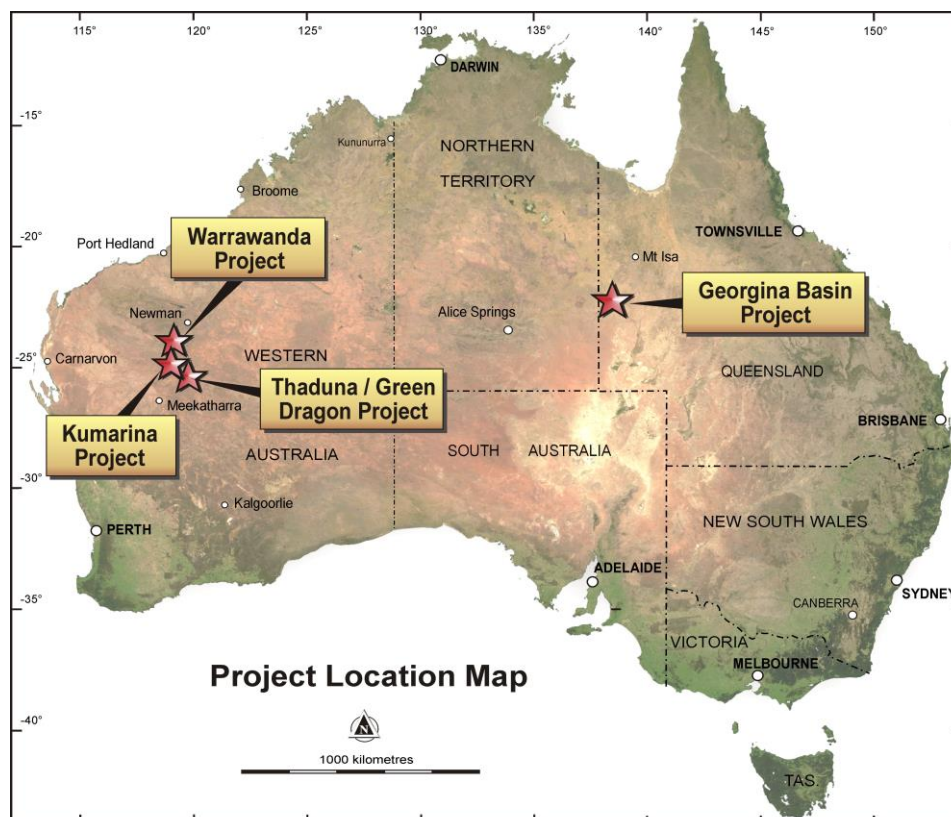 115°
120°
130°
135°
140°
145°
150°
-15°
-20°
-25°
-30°
-35°
-40°
DARWIN
Kununurra
NORTHERN
TERRITORY
Broome
Port Hedland
Warrawanda
Project
TOWNSVILLE
Mt Isa
Georgina Basin
Project
Newman
Alice Springs
Carnarvon
WESTERN
QUEENSLAND
Thaduna / Green
Dragon Project
Meekatharra
Kumarina
Project
BRISBANE
AUSTRALIA
SOUTH AUSTRALIA
Kalgoorlie
NEW SOUTH WALES
PERTH
ADELAIDE
SYDNEY
CANBERRA
VICTORIA
MELBOURNE
Project Location Map
N
1000 kilometres
TAS.